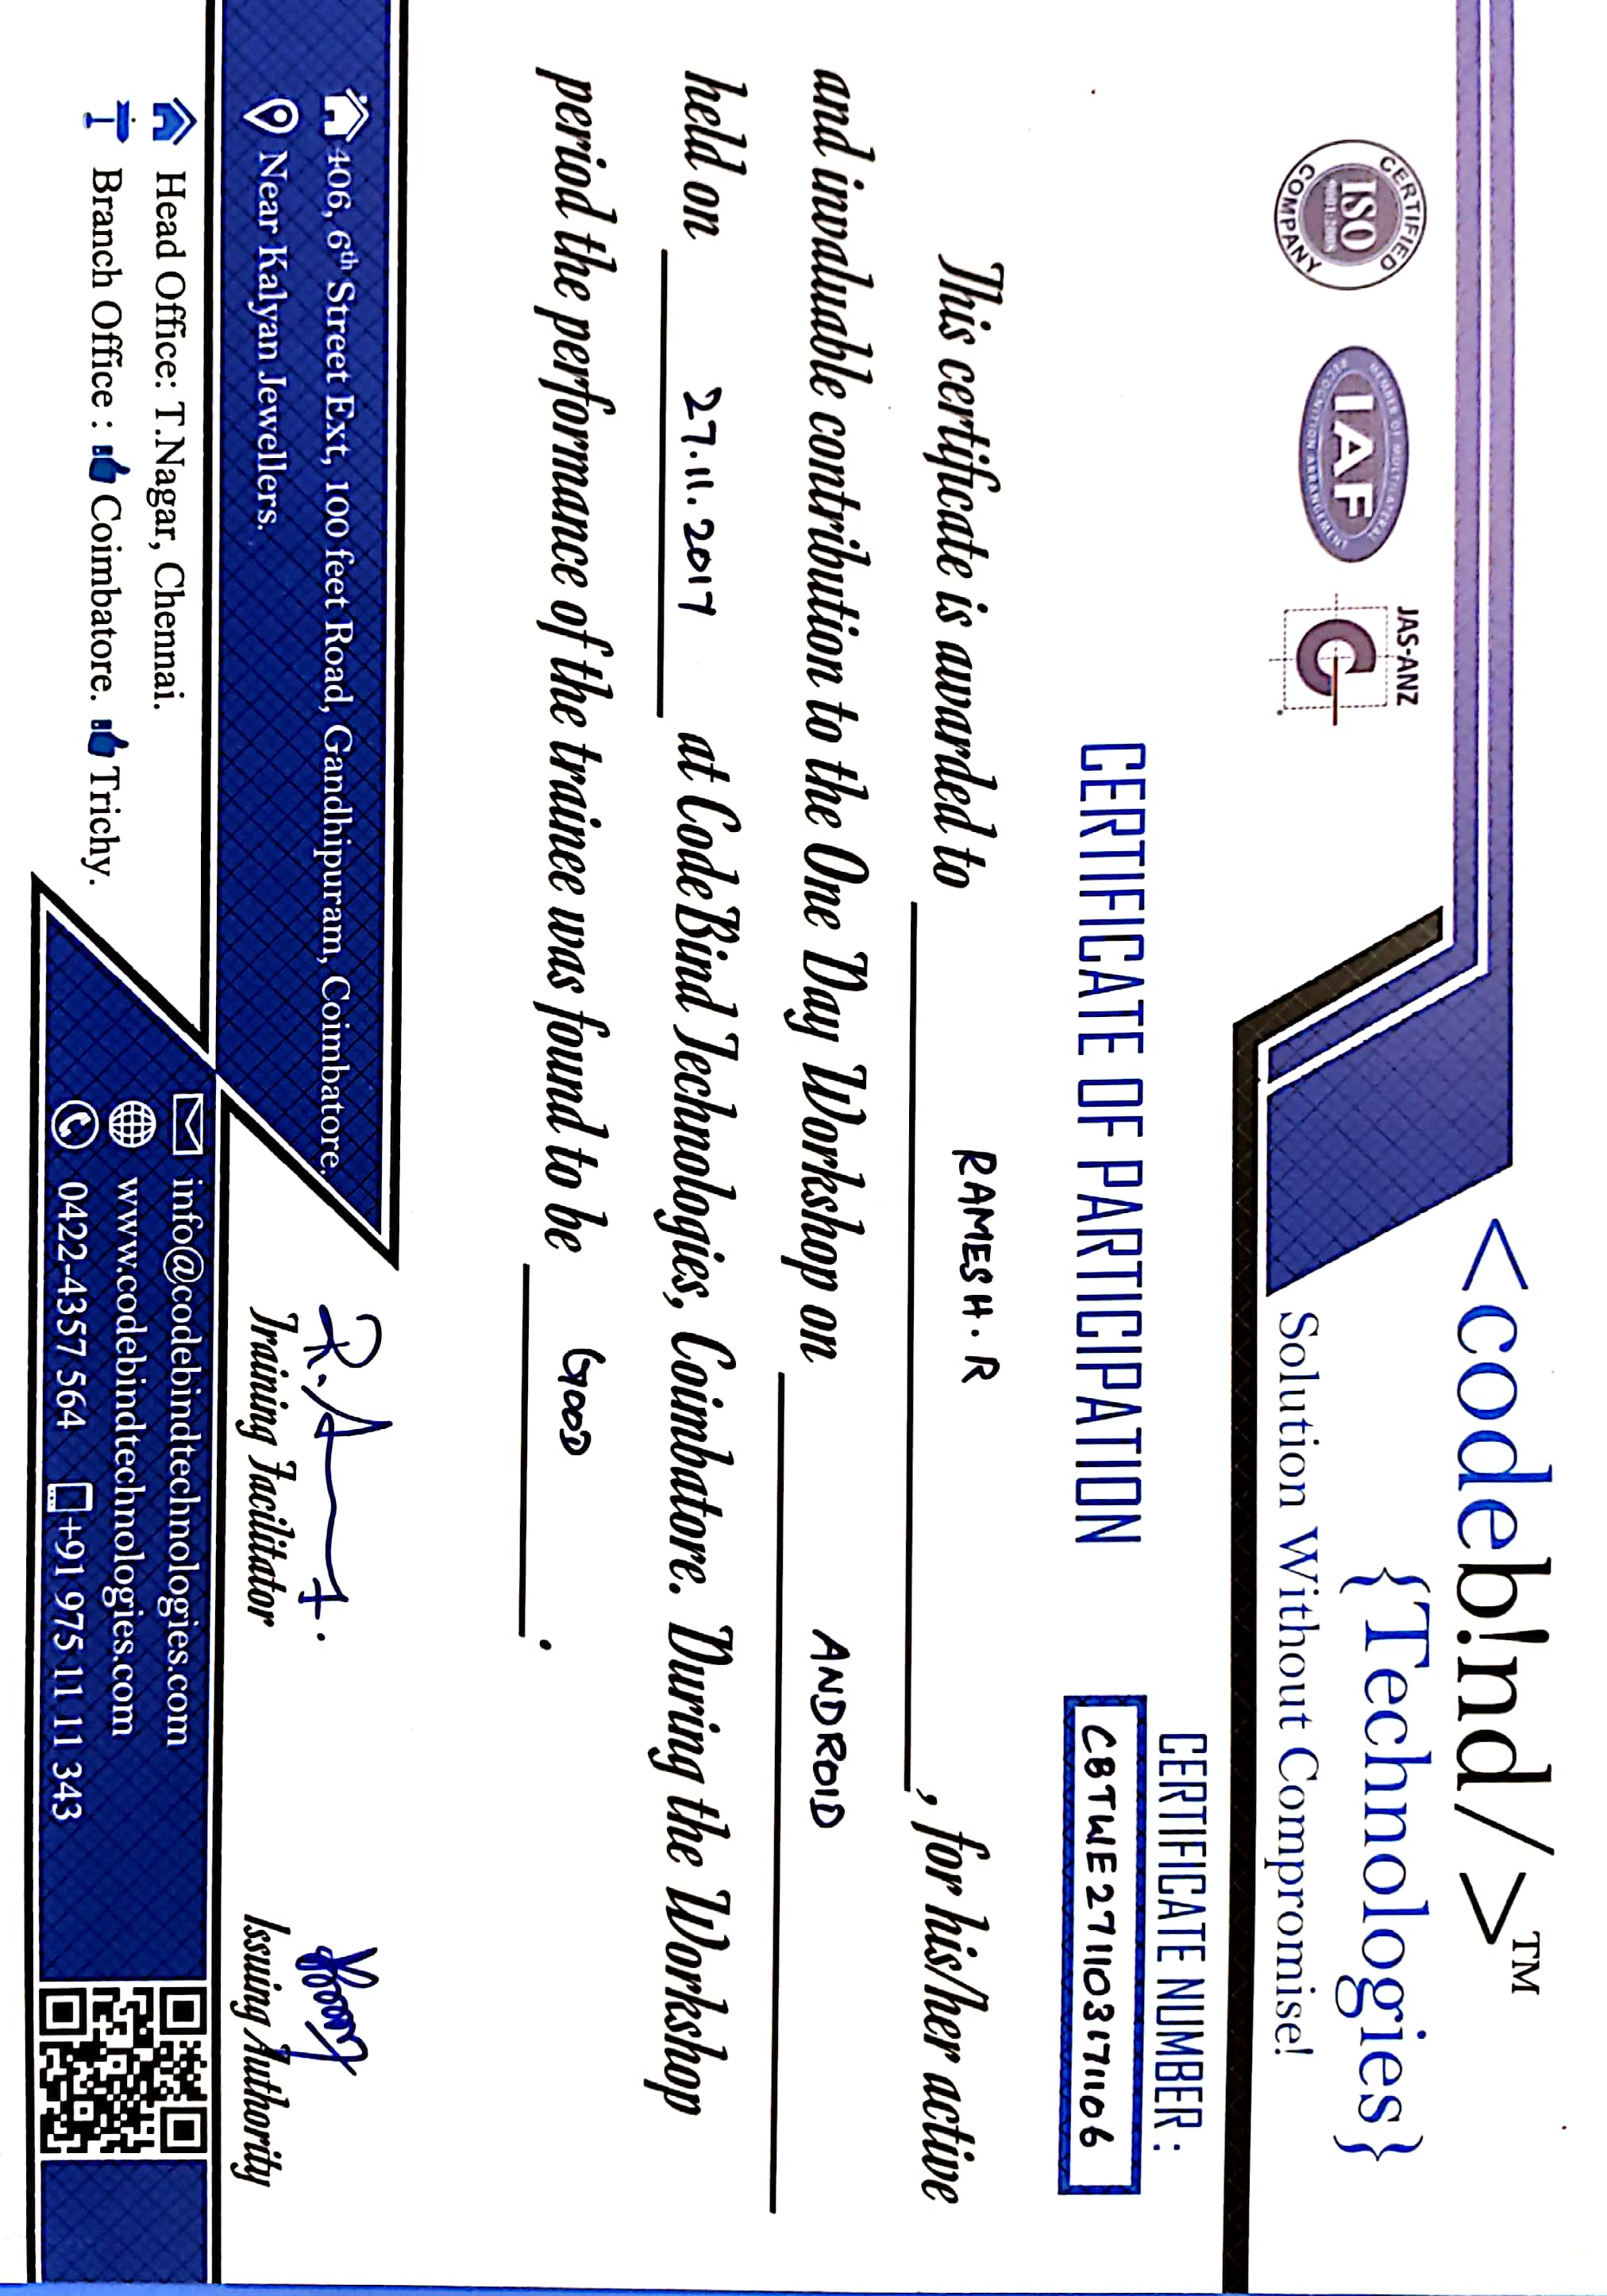 <codeb!nd/>™
{Technologies}
Solution Without Compromise!
CERTIFIED
ISO
9001:2008
COMPANY
MEMBER OF MULTILATERAL
IAF
RECOGNITION ARRANGEMENT
JAS-ANZ
CERTIFICATE NUMBER :
CBTWE271103171106
CERTIFICATE OF PARTICIPATION
This certificate is awarded to RAMESH. R , for his/her active
and invaluable contribution to the One Day Workshop on ANDROID
held on 27.11.2017 at CodeBind Technologies, Coimbatore. During the Workshop
period the performance of the trainee was found to be GOOD .
406, 6th Street Ext, 100 feet Road, Gandhipuram, Coimbatore.
Near Kalyan Jewellers.
Training Facilitator
Issuing Authority
Head Office: T.Nagar, Chennai.
Branch Office : Coimbatore. Trichy.
info@codebindtechnologies.com
www.codebindtechnologies.com
0422-4357 564 +91 975 11 11 343